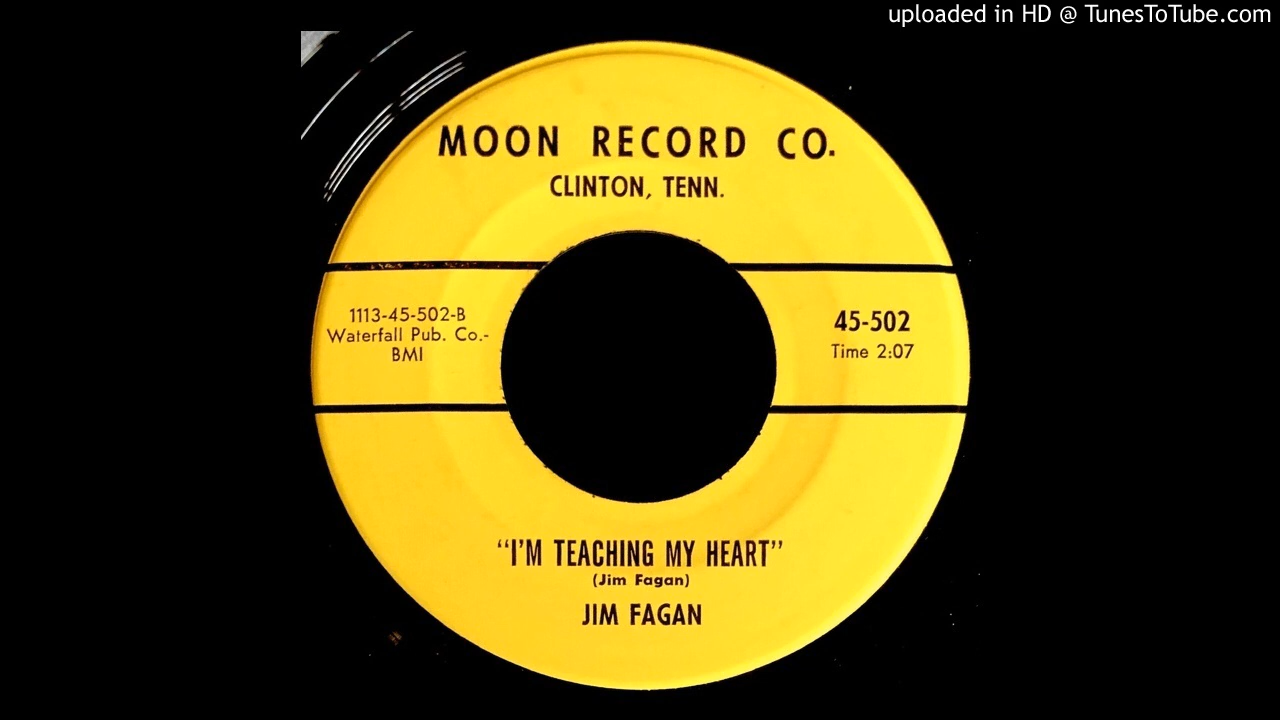 uploaded in HD @ TunesToTube.com
MOON RECORD CO.
CLINTON, TENN.
1113-45-502-B
Waterfall Pub. Co.-
BMI
45-502
Time 2:07
“I'M TEACHING MY HEART”
(Jim Fagan)
JIM FAGAN